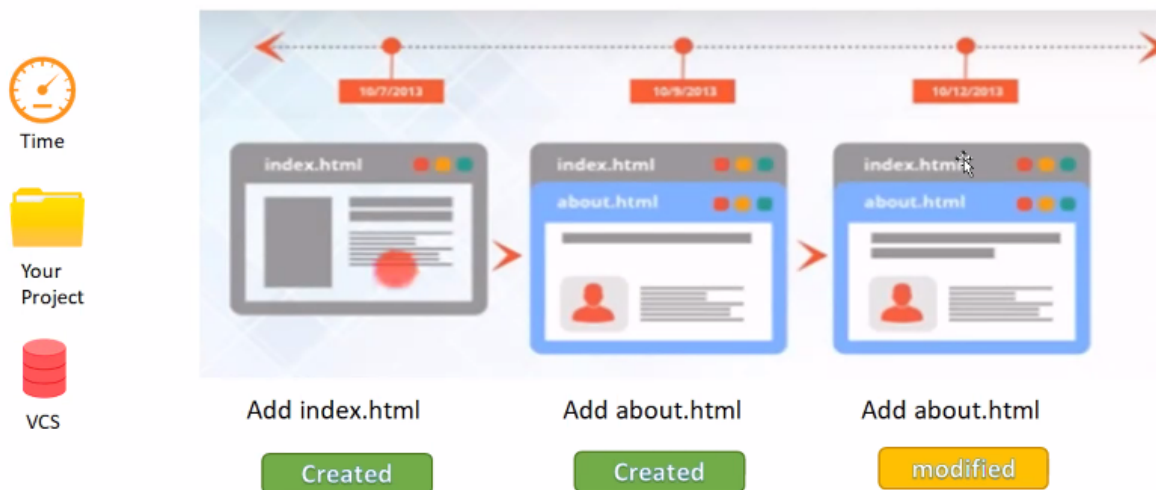 10/7/2013
10/9/2013
10/12/2013
Time
index.html
index.html
about.html
index.html
about.html
Your
Project
VCS
Add index.html
Add about.html
Add about.html
Created
Created
modified